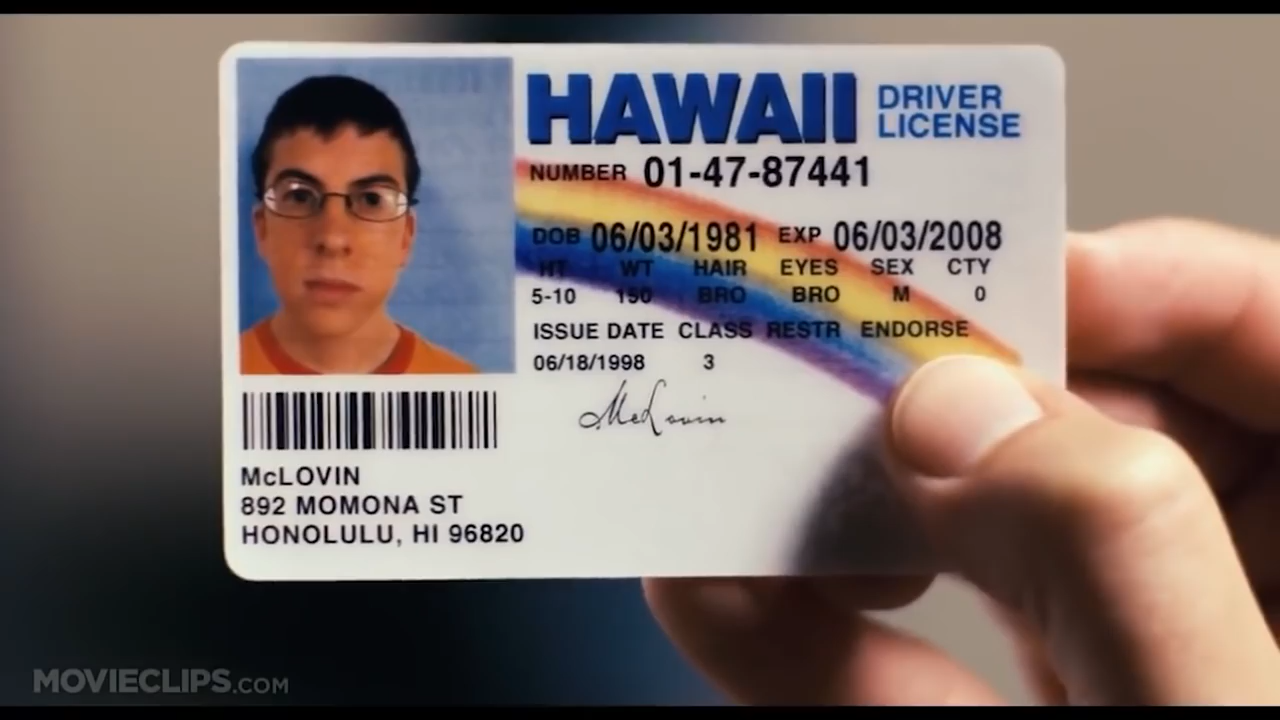 HAWAII DRIVER LICENSE
NUMBER 01-47-87441
DOB 06/03/1981 EXP 06/03/2008
HT WT HAIR EYES SEX CTY
5-10 150 BRO BRO M 0
ISSUE DATE CLASS RESTR ENDORSE
06/18/1998 3
McLovin
McLOVIN
892 MOMONA ST
HONOLULU, HI 96820
MOVIECLIPS.COM